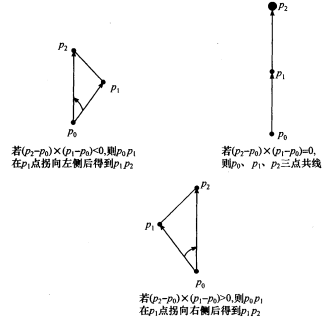 p₂
p₁
p₀
若(p₂-p₀)×(p₁-p₀)<0,则p₀p₁
在p₁点拐向左侧后得到p₁p₂
p₂
p₁
p₀
若(p₂-p₀)×(p₁-p₀)=0,
则p₀、p₁、p₂三点共线
p₂
p₁
p₀
若(p₂-p₀)×(p₁-p₀)>0,则p₀p₁
在p₁点拐向右侧后得到p₁p₂